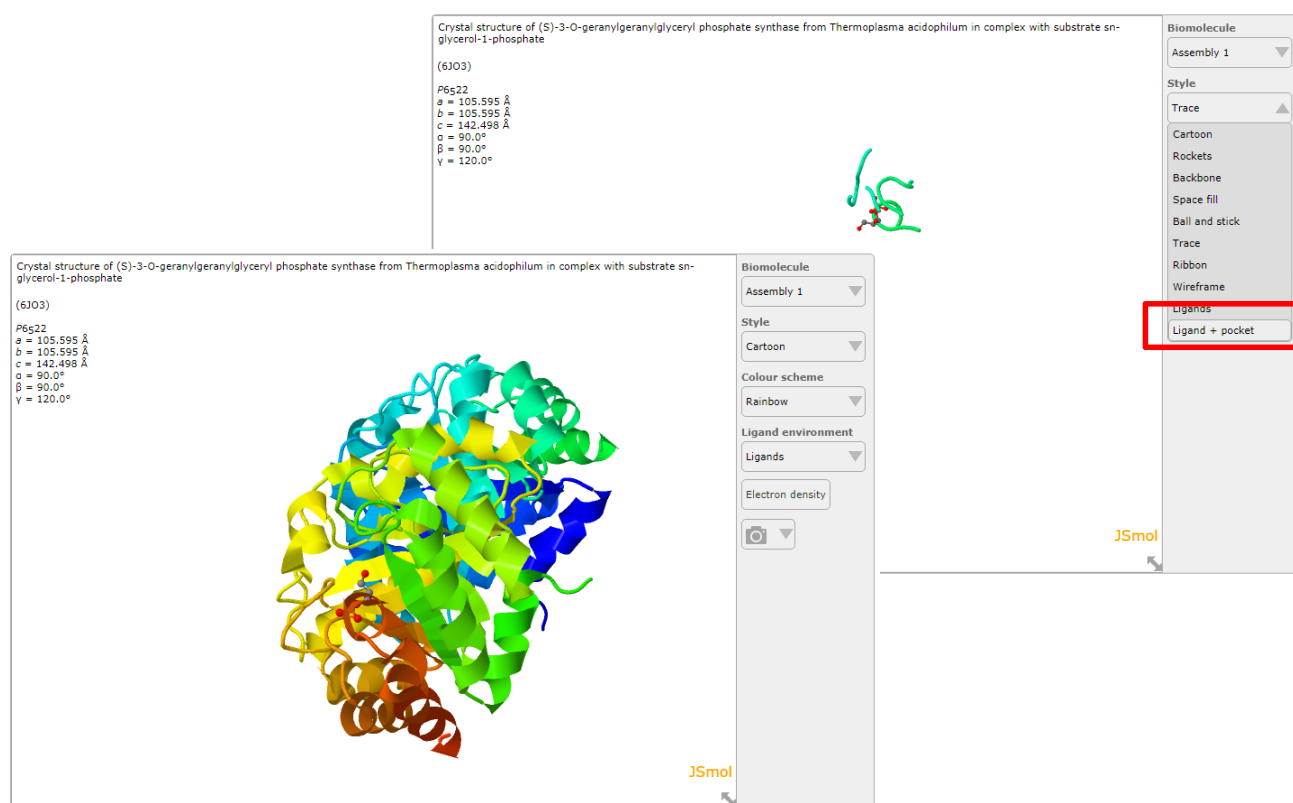 Crystal structure of (S)-3-O-geranylgeranylglyceryl phosphate synthase from Thermoplasma acidophilum in complex with substrate sn-
glycerol-1-phosphate
(6JO3)
P6522
a = 105.595 Å
b = 105.595 Å
c = 142.498 Å
α = 90.0°
β = 90.0°
γ = 120.0°
Biomolecule
Assembly 1
Style
Trace
Cartoon
Rockets
Backbone
Space fill
Ball and stick
Trace
Ribbon
Wireframe
Ligands
Ligand + pocket
JSmol
Crystal structure of (S)-3-O-geranylgeranylglyceryl phosphate synthase from Thermoplasma acidophilum in complex with substrate sn-
glycerol-1-phosphate
(6JO3)
P6522
a = 105.595 Å
b = 105.595 Å
c = 142.498 Å
α = 90.0°
β = 90.0°
γ = 120.0°
Biomolecule
Assembly 1
Style
Cartoon
Colour scheme
Rainbow
Ligand environment
Ligands
Electron density
JSmol